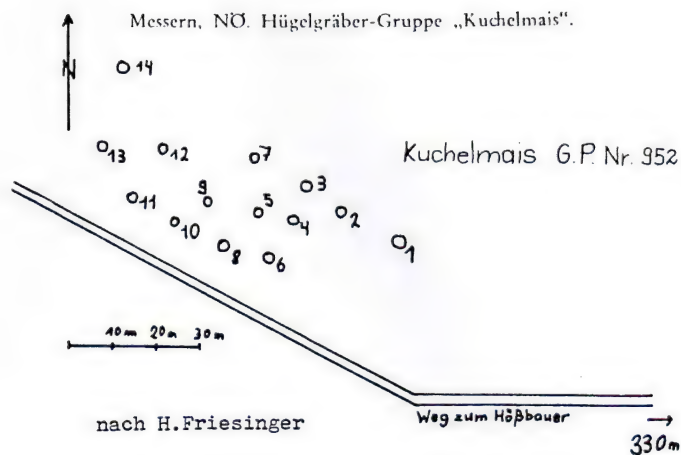 Messern, NÖ. Hügelgräber-Gruppe „Kuchelmais".
N
14
13 12 7 Kuchelmais G.P. Nr. 952
3
11 9 5 2
10 4
8 6 1
10m 20m 30m
nach H.Friesinger
Weg zum Hößbauer
330m